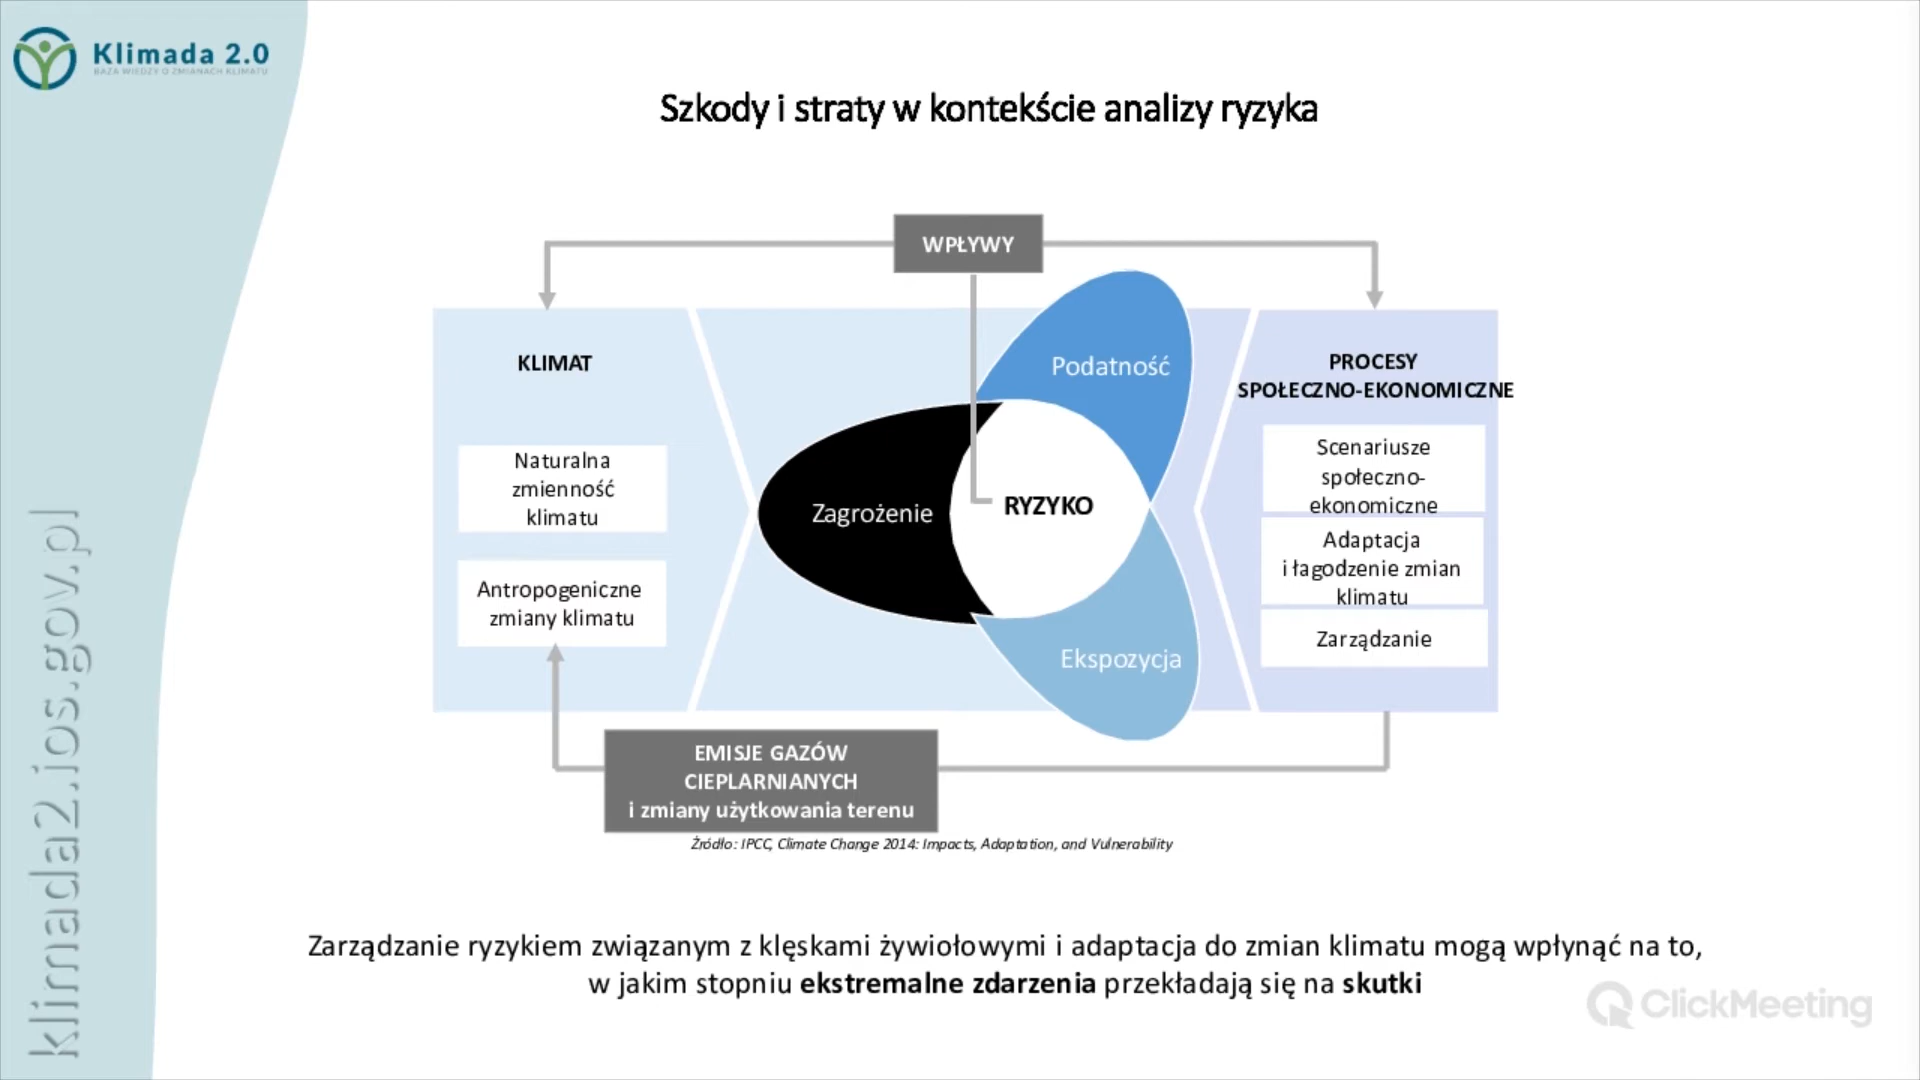 Klimada 2.0
BAZA WIEDZY O ZMIANACH KLIMATU
Szkody i straty w kontekście analizy ryzyka
WPŁYWY
KLIMAT
Naturalna
zmienność
klimatu
Antropogeniczne
zmiany klimatu
Podatność
Zagrożenie
RYZYKO
Ekspozycja
PROCESY
SPOŁECZNO-EKONOMICZNE
Scenariusze
społeczno-
ekonomiczne
Adaptacja
i łagodzenie zmian
klimatu
Zarządzanie
EMISJE GAZÓW
CIEPLARNIANYCH
i zmiany użytkowania terenu
Źródło: IPCC, Climate Change 2014: Impacts, Adaptation, and Vulnerability
Zarządzanie ryzykiem związanym z klęskami żywiołowymi i adaptacja do zmian klimatu mogą wpłynąć na to,
w jakim stopniu ekstremalne zdarzenia przekładają się na skutki
klimada2.ios.gov.pl
ClickMeeting